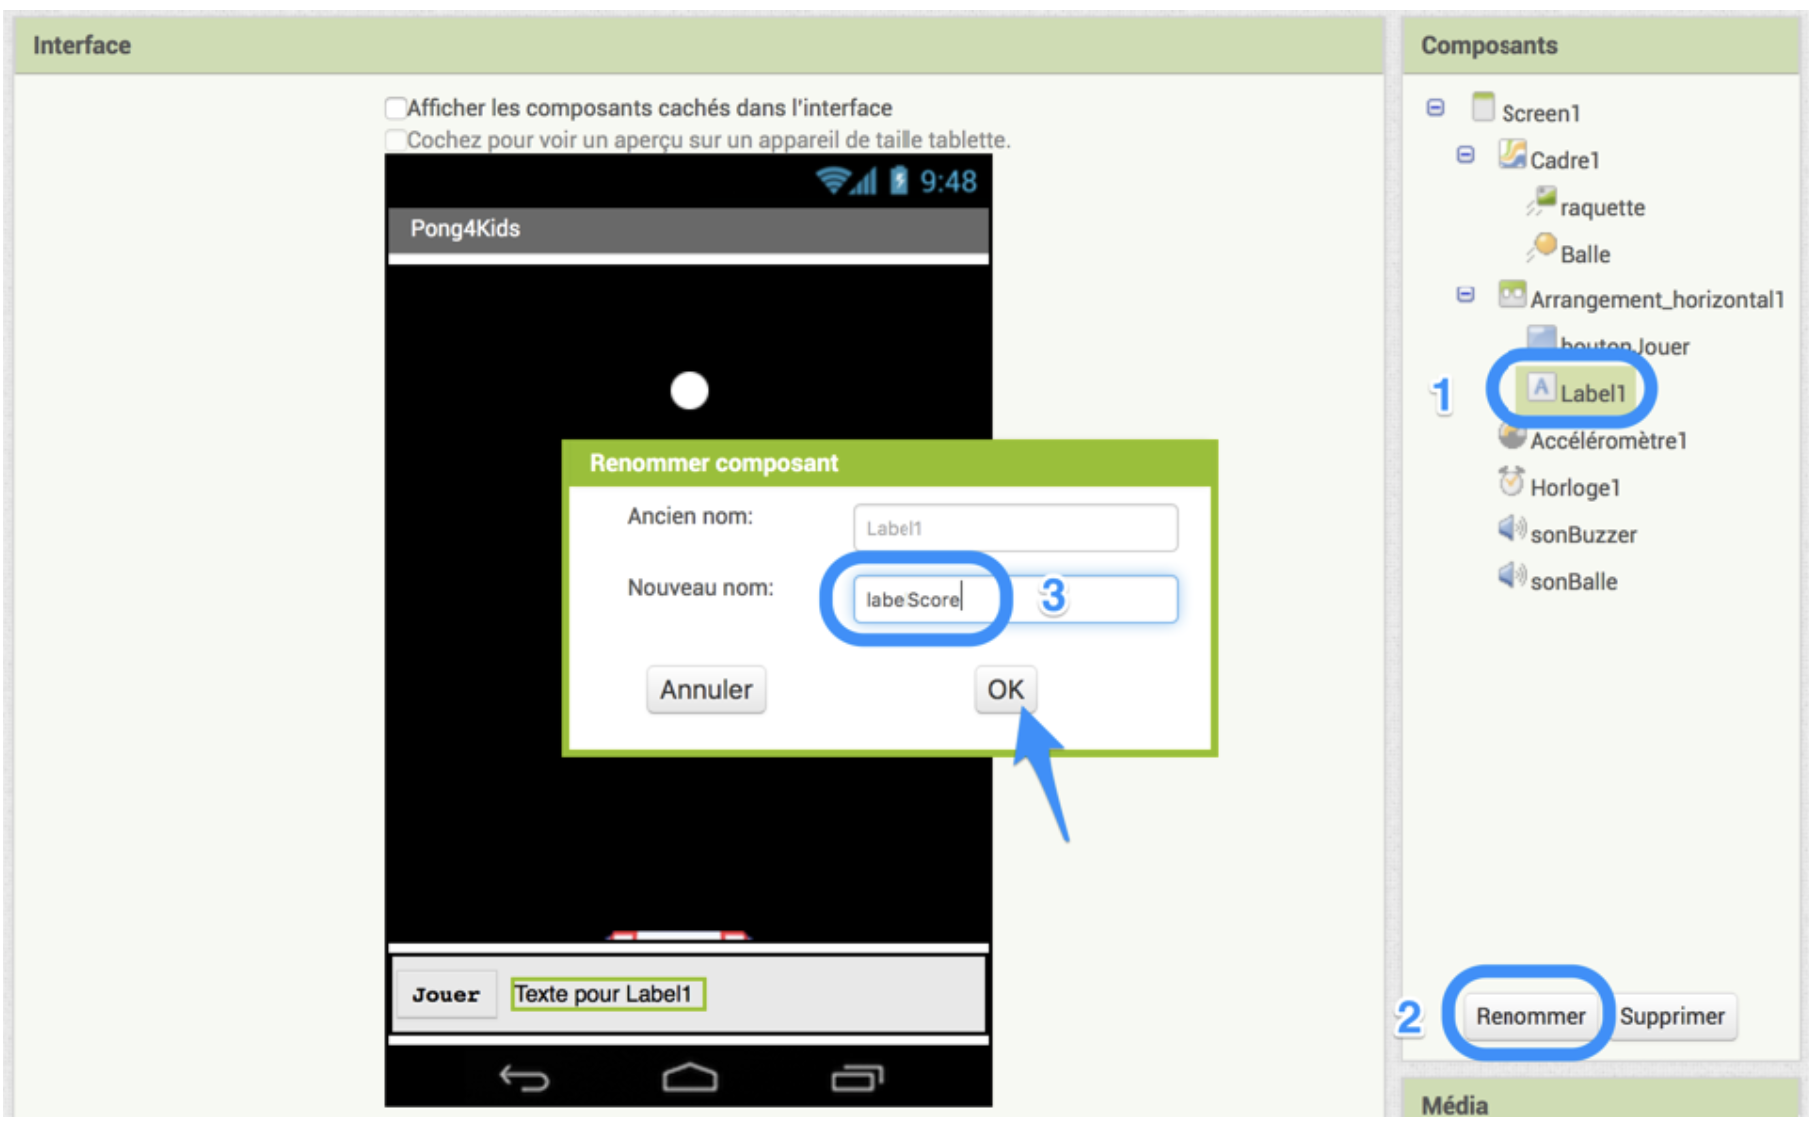 Interface
Afficher les composants cachés dans l'interface
Cochez pour voir un aperçu sur un appareil de taille tablette.
9:48
Pong4Kids
Renommer composant
Ancien nom:
Label1
Nouveau nom:
labelScore
3
Annuler
OK
Jouer
Texte pour Label1
Composants
Screen1
Cadre1
raquette
Balle
Arrangement_horizontal1
boutonJouer
1
A Label1
Accéléromètre1
Horloge1
sonBuzzer
sonBalle
2
Renommer
Supprimer
Média